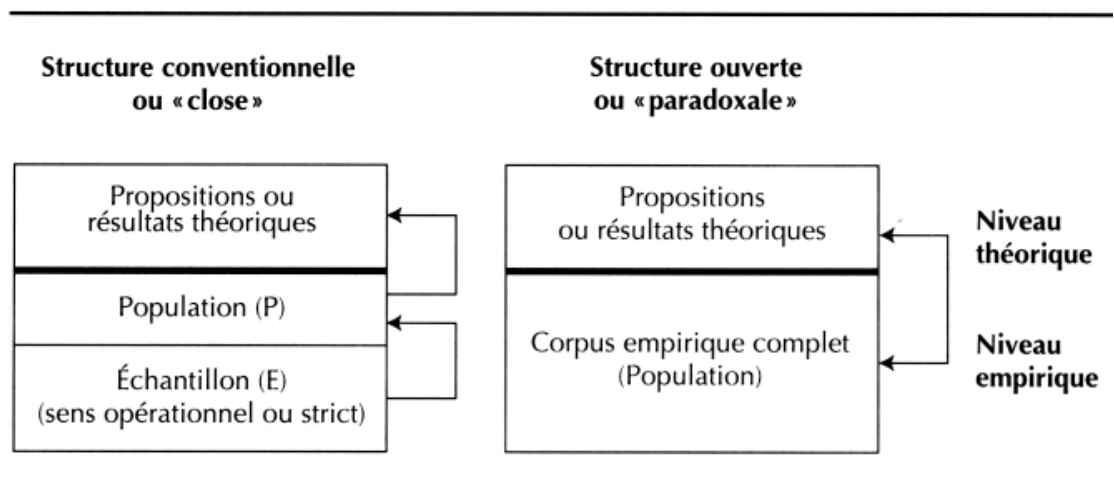 Structure conventionnelle
ou «close»
Structure ouverte
ou «paradoxale»
Propositions ou
résultats théoriques
Population (P)
Échantillon (E)
(sens opérationnel ou strict)
Propositions
ou résultats théoriques
Corpus empirique complet
(Population)
Niveau
théorique
Niveau
empirique